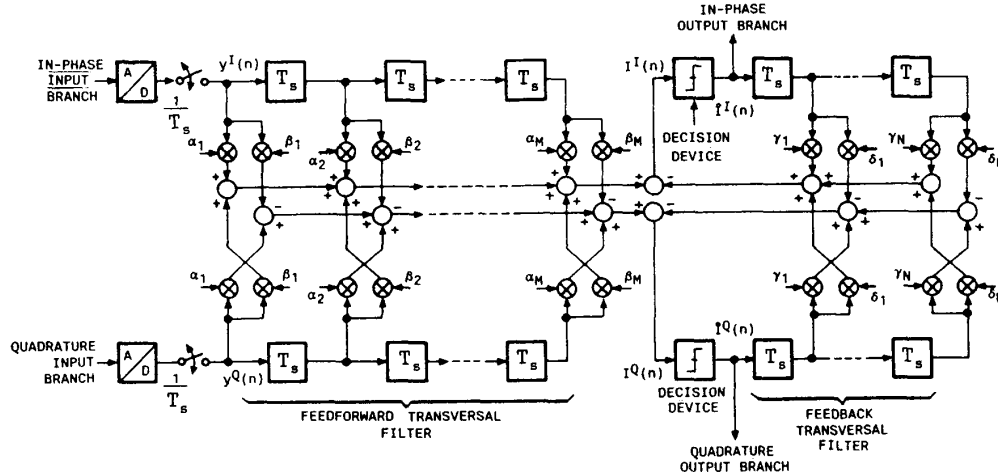 IN-PHASE
OUTPUT BRANCH
IN-PHASE
INPUT
BRANCH
A
D
1
T_s
y^I(n)
T_s
T_s
T_s
I^I(n)
Î^I(n)
DECISION
DEVICE
T_s
T_s
α_1
β_1
α_2
β_2
α_M
β_M
γ_1
δ_1
γ_N
+ + + + + + + + + + +
- - - - - - - -
α_1
β_1
α_2
β_2
α_M
β_M
γ_1
δ_1
γ_N
QUADRATURE
INPUT
BRANCH
A
D
1
T_s
y^Q(n)
T_s
T_s
T_s
I^Q(n)
Î^Q(n)
DECISION
DEVICE
T_s
T_s
FEEDFORWARD TRANSVERSAL
FILTER
FEEDBACK
TRANSVERSAL
FILTER
QUADRATURE
OUTPUT BRANCH